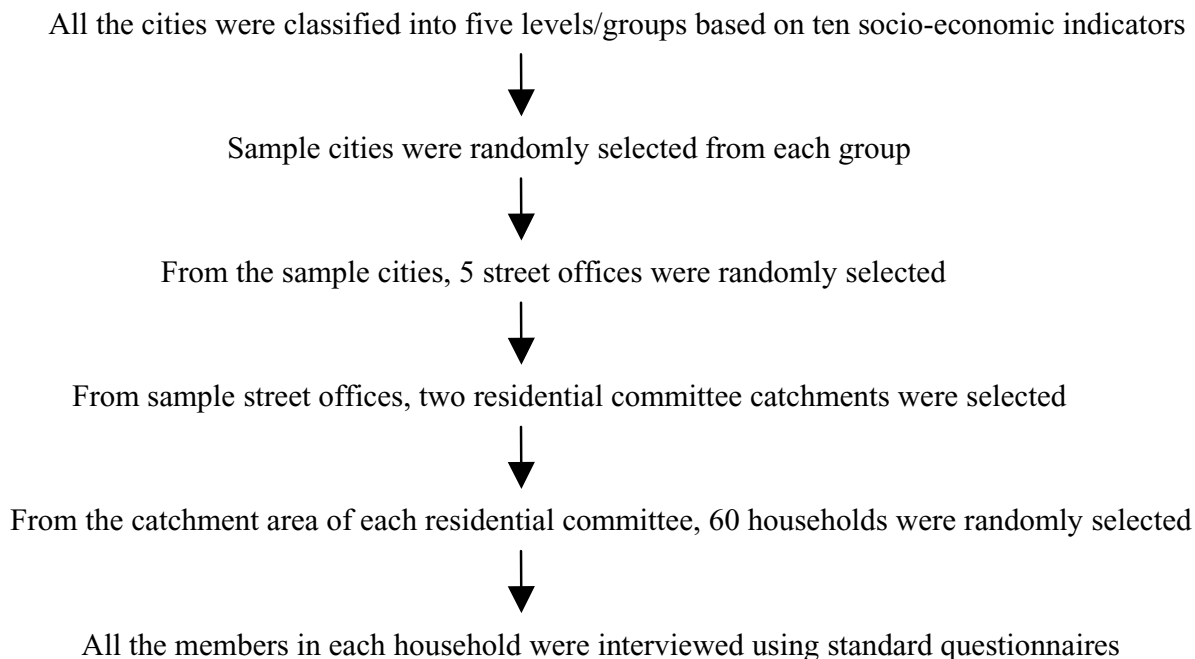 All the cities were classified into five levels/groups based on ten socio-economic indicators
Sample cities were randomly selected from each group
From the sample cities, 5 street offices were randomly selected
From sample street offices, two residential committee catchments were selected
From the catchment area of each residential committee, 60 households were randomly selected
All the members in each household were interviewed using standard questionnaires